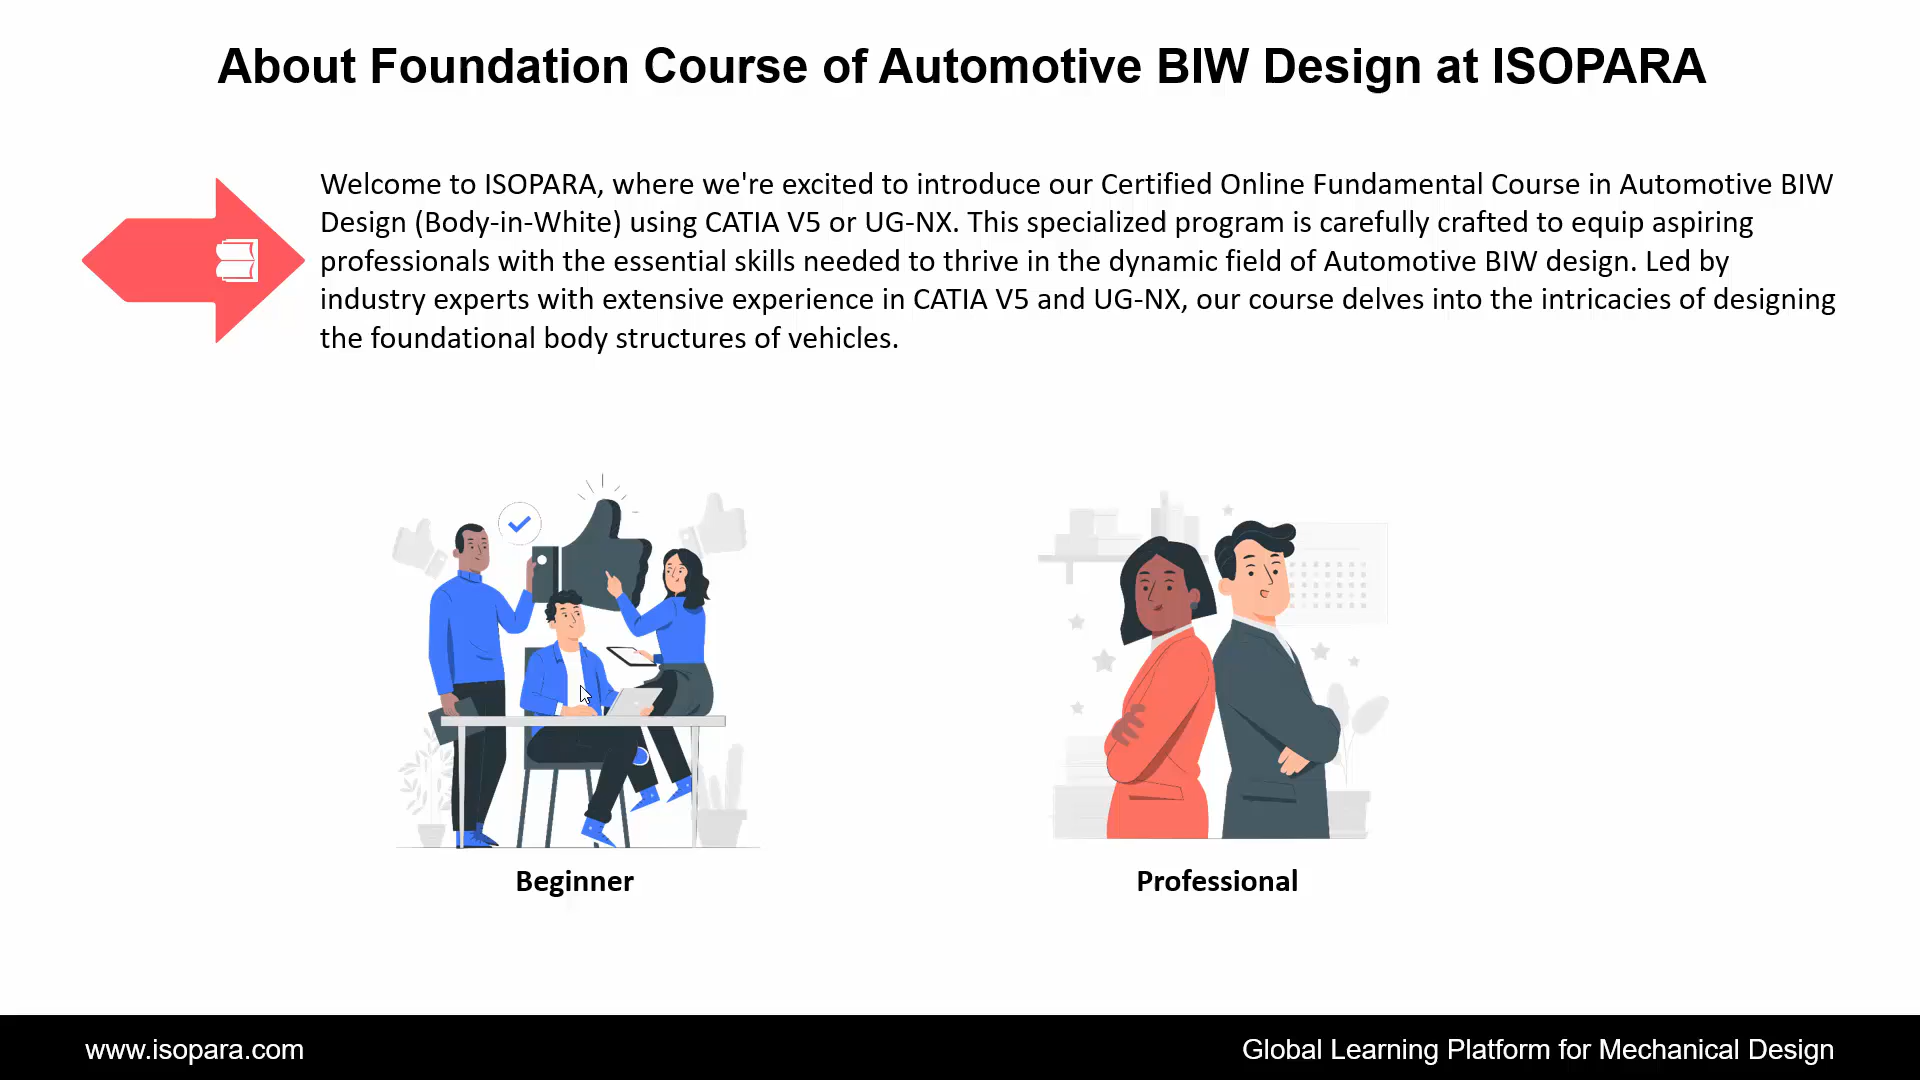 About Foundation Course of Automotive BIW Design at ISOPARA
Welcome to ISOPARA, where we're excited to introduce our Certified Online Fundamental Course in Automotive BIW
Design (Body-in-White) using CATIA V5 or UG-NX. This specialized program is carefully crafted to equip aspiring
professionals with the essential skills needed to thrive in the dynamic field of Automotive BIW design. Led by
industry experts with extensive experience in CATIA V5 and UG-NX, our course delves into the intricacies of designing
the foundational body structures of vehicles.
Beginner
Professional
www.isopara.com
Global Learning Platform for Mechanical Design